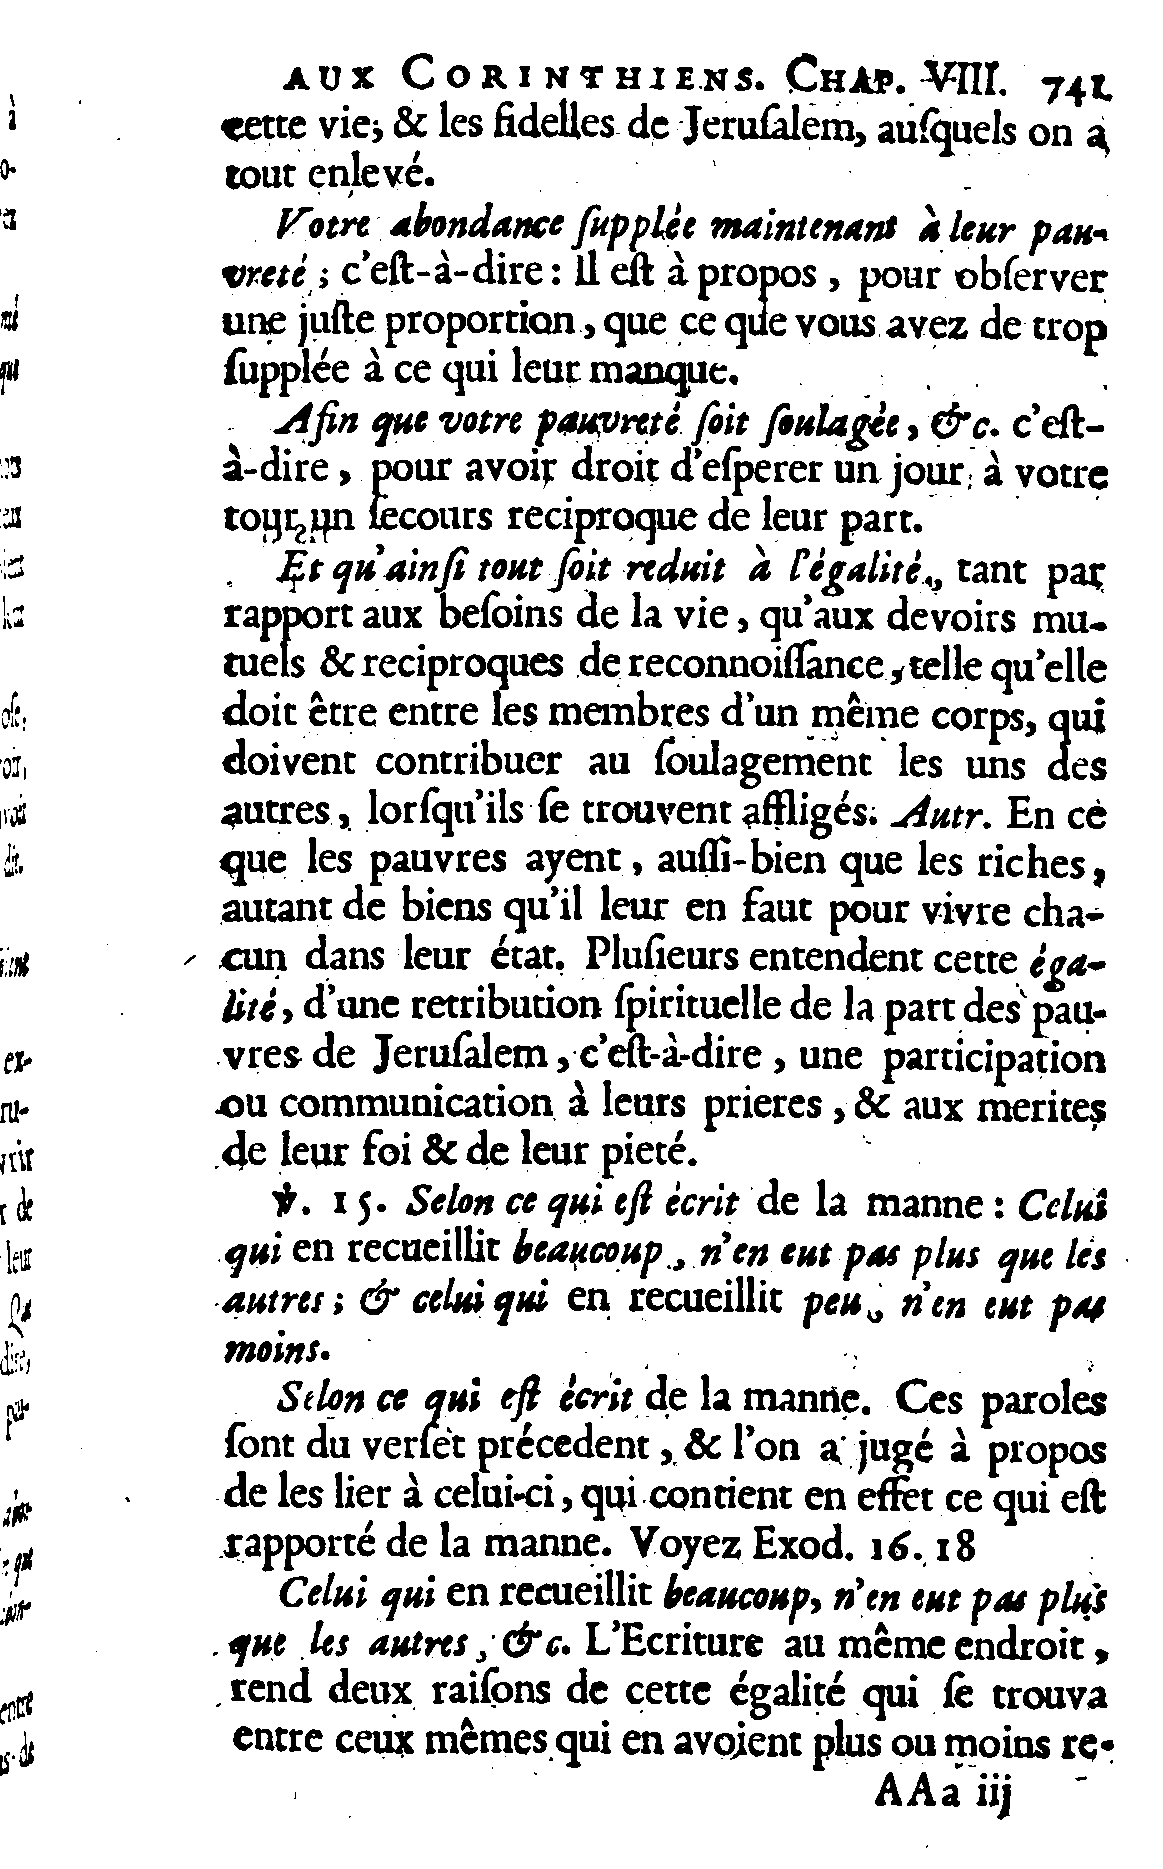 AUX CORINTHIENS. CHAP. VIII. 741
cette vie; & les fidelles de Jeruſalem, auſquels on a
tout enlevé.
Votre abondance ſupplée maintenant à leur pau-
vreté; c'eſt-à-dire: il eſt à propos, pour obſerver
une juſte proportion, que ce que vous avez de trop
ſupplée à ce qui leur manque.
Afin que votre pauvreté ſoit ſoulagée, &c. c'eſt-
à-dire, pour avoir droit d'eſperer un jour à votre
tour un ſecours reciproque de leur part.
Et qu'ainſi tout ſoit reduit à l'égalité, tant par
rapport aux beſoins de la vie, qu'aux devoirs mu-
tuels & reciproques de reconnoiſſance, telle qu'elle
doit être entre les membres d'un même corps, qui
doivent contribuer au ſoulagement les uns des
autres, lorſqu'ils ſe trouvent affligés. Autr. En ce
que les pauvres ayent, auſſi-bien que les riches,
autant de biens qu'il leur en faut pour vivre cha-
cun dans leur état. Pluſieurs entendent cette éga-
lité, d'une retribution ſpirituelle de la part des pau-
vres de Jeruſalem, c'eſt-à-dire, une participation
ou communication à leurs prieres, & aux merites
de leur foi & de leur pieté.
℣. 15. Selon ce qui eſt écrit de la manne: Celui
qui en recueillit beaucoup, n'en eut pas plus que les
autres; & celui qui en recueillit peu, n'en eut pas
moins.
Selon ce qui eſt écrit de la manne. Ces paroles
ſont du verſet précedent, & l'on a jugé à propos
de les lier à celui-ci, qui contient en effet ce qui eſt
rapporté de la manne. Voyez Exod. 16. 18
Celui qui en recueillit beaucoup, n'en eut pas plus
que les autres, &c. L'Ecriture au même endroit,
rend deux raiſons de cette égalité qui ſe trouva
entre ceux mêmes qui en avoient plus ou moins re-
AAa iij